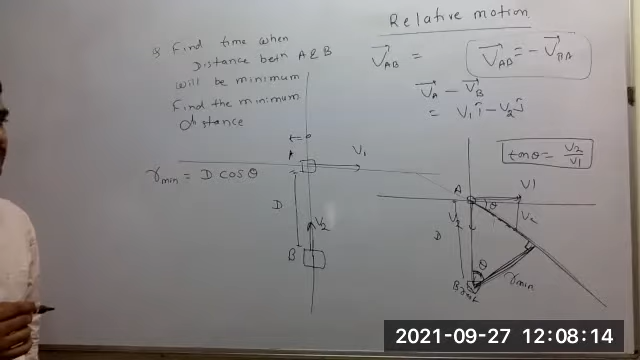 Relative motion
Q Find time when
Distance betn A & B
will be minimum
Find the minimum
Distance
V_AB = V_AB = - V_BA
V_A - V_B
= V1 î - V2 ĵ
t=0
tanθ = V2/V1
A V1
r_min = D cosθ
D
V2
B
A V1
θ
V2 V2
D
θ
B rest r_min
2021-09-27 12:08:14